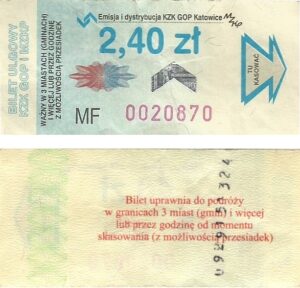 BILET ULGOWY
KZK GOP i MZKP
WAŻNY W 3 MIASTACH (GMINACH)
I WIĘCEJ LUB PRZEZ GODZINĘ
Z MOŻLIWOŚCIĄ PRZESIADEK
Emisja i dystrybucja KZK GOP Katowice
2,40 zł
MF 0020870
TU
KASOWAĆ
Bilet uprawnia do podróży
w granicach 3 miast (gmin) i więcej
lub przez godzinę od momentu
skasowania (z możliwością przesiadek)